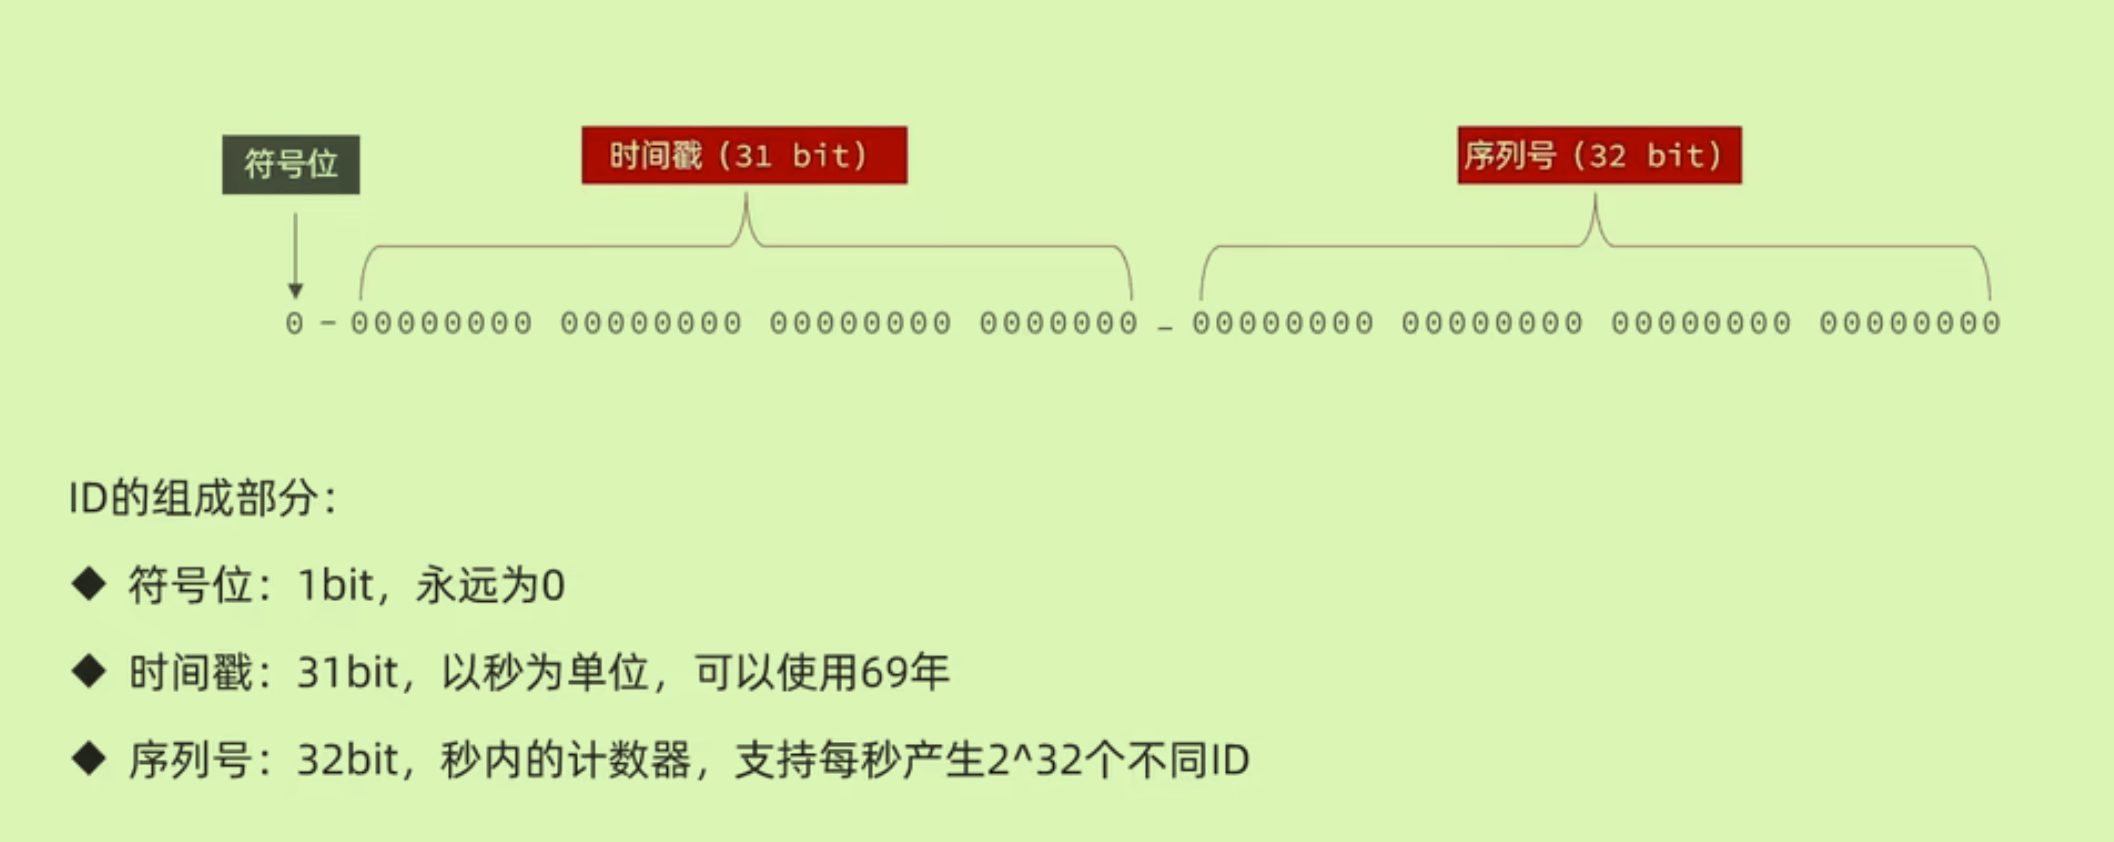 符号位
时间戳（31 bit）
序列号（32 bit）
0 - 00000000 00000000 00000000 0000000 - 00000000 00000000 00000000 00000000
ID的组成部分：
◆ 符号位：1bit，永远为0
◆ 时间戳：31bit，以秒为单位，可以使用69年
◆ 序列号：32bit，秒内的计数器，支持每秒产生2^32个不同ID